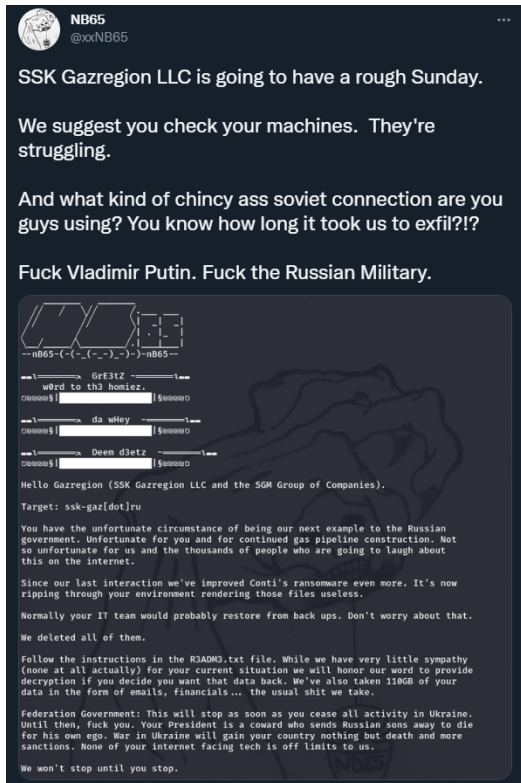 NB65
@xxNB65
SSK Gazregion LLC is going to have a rough Sunday.
We suggest you check your machines.  They're
struggling.
And what kind of chincy ass soviet connection are you
guys using? You know how long it took us to exfil?!?
Fuck Vladimir Putin. Fuck the Russian Military.
--nB65-(-(-_(-_-)_-)-)-nB65--
GrE3tZ
w0rd to th3 homiez.
da wHey
Deem d3etz
Hello Gazregion (SSK Gazregion LLC and the SGM Group of Companies).
Target: ssk-gaz[dot]ru
You have the unfortunate circumstance of being our next example to the Russian
government. Unfortunate for you and for continued gas pipeline construction. Not
so unfortunate for us and the thousands of people who are going to laugh about
this on the internet.
Since our last interaction we've improved Conti's ransomware even more. It's now
ripping through your environment rendering those files useless.
Normally your IT team would probably restore from back ups. Don't worry about that.
We deleted all of them.
Follow the instructions in the R3ADM3.txt file. While we have very little sympathy
(none at all actually) for your current situation we will honor our word to provide
decryption if you decide you want that data back. We've also taken 110GB of your
data in the form of emails, financials... the usual shit we take.
Federation Government: This will stop as soon as you cease all activity in Ukraine.
Until then, fuck you. Your President is a coward who sends Russian sons away to die
for his own ego. War in Ukraine will gain your country nothing but death and more
sanctions. None of your internet facing tech is off limits to us.
We won't stop until you stop.
NB65